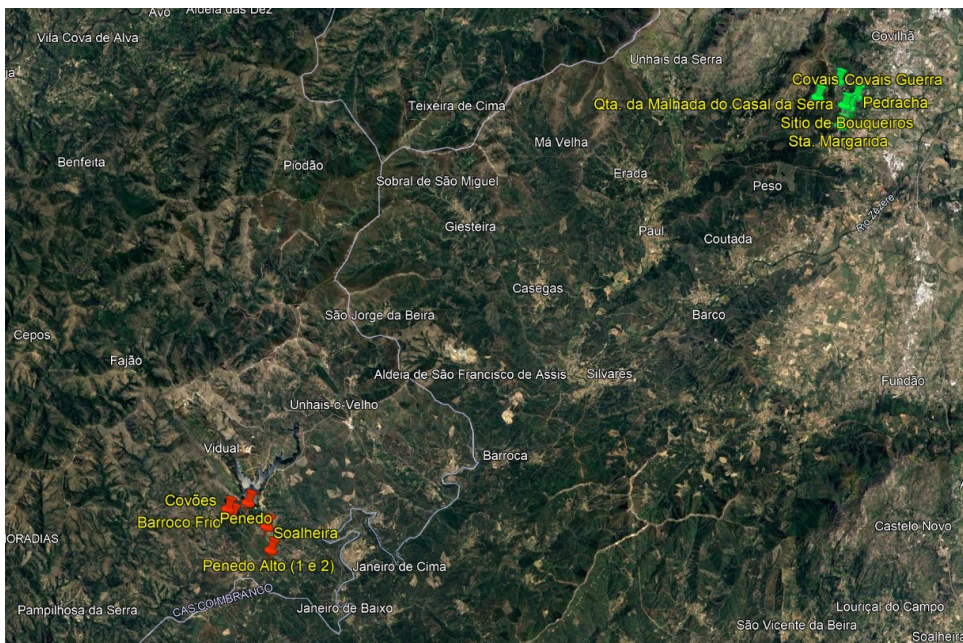 Avô
Aldeia das Dez
Vila Cova de Alva
Covilhã
Unhais da Serra
Covais
Covais Guerra
Teixeira de Cima
Qta. da Malhada do Casal da Serra
Pedracha
Sitio de Bouqueiros
Sta. Margarida
Má Velha
Benfeita
Piódão
Erada
Sobral de São Miguel
Peso
Giesteira
Paul
Rio Zêzere
Coutada
Casegas
São Jorge da Beira
Barco
Cepos
Fajão
Aldeia de São Francisco de Assis
Silvares
Fundão
Unhais-o-Velho
Vidual
Barroca
Covões
Barroco Frio
Penedo
Soalheira
Castelo Novo
MORADIAS
Penedo Alto (1 e 2)
Janeiro de Cima
CAS.COIMBRANCO
Pampilhosa da Serra
Janeiro de Baixo
Louriçal do Campo
São Vicente da Beira
Soalheira